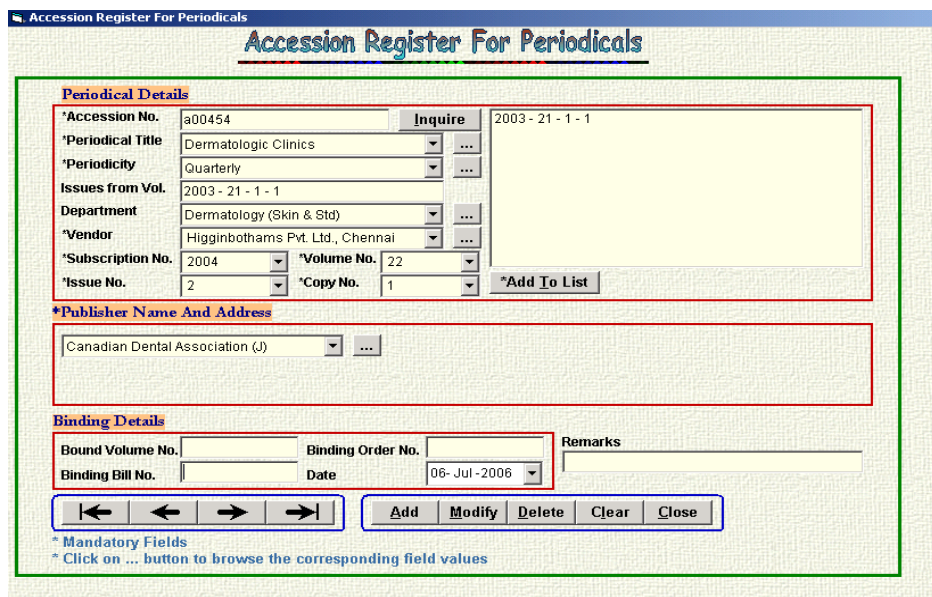 Accession Register For Periodicals
Accession Register For Periodicals
Periodical Details
*Accession No. a00454 Inquire 2003 - 21 - 1 - 1
*Periodical Title Dermatologic Clinics ...
*Periodicity Quarterly ...
Issues from Vol. 2003 - 21 - 1 - 1
Department Dermatology (Skin & Std) ...
*Vendor Higginbothams Pvt. Ltd., Chennai ...
*Subscription No. 2004 *Volume No. 22
*Issue No. 2 *Copy No. 1 *Add To List
*Publisher Name And Address
Canadian Dental Association (J) ...
Binding Details
Bound Volume No. Binding Order No. Remarks
Binding Bill No. Date 06- Jul -2006
Add Modify Delete Clear Close
* Mandatory Fields
* Click on ... button to browse the corresponding field values